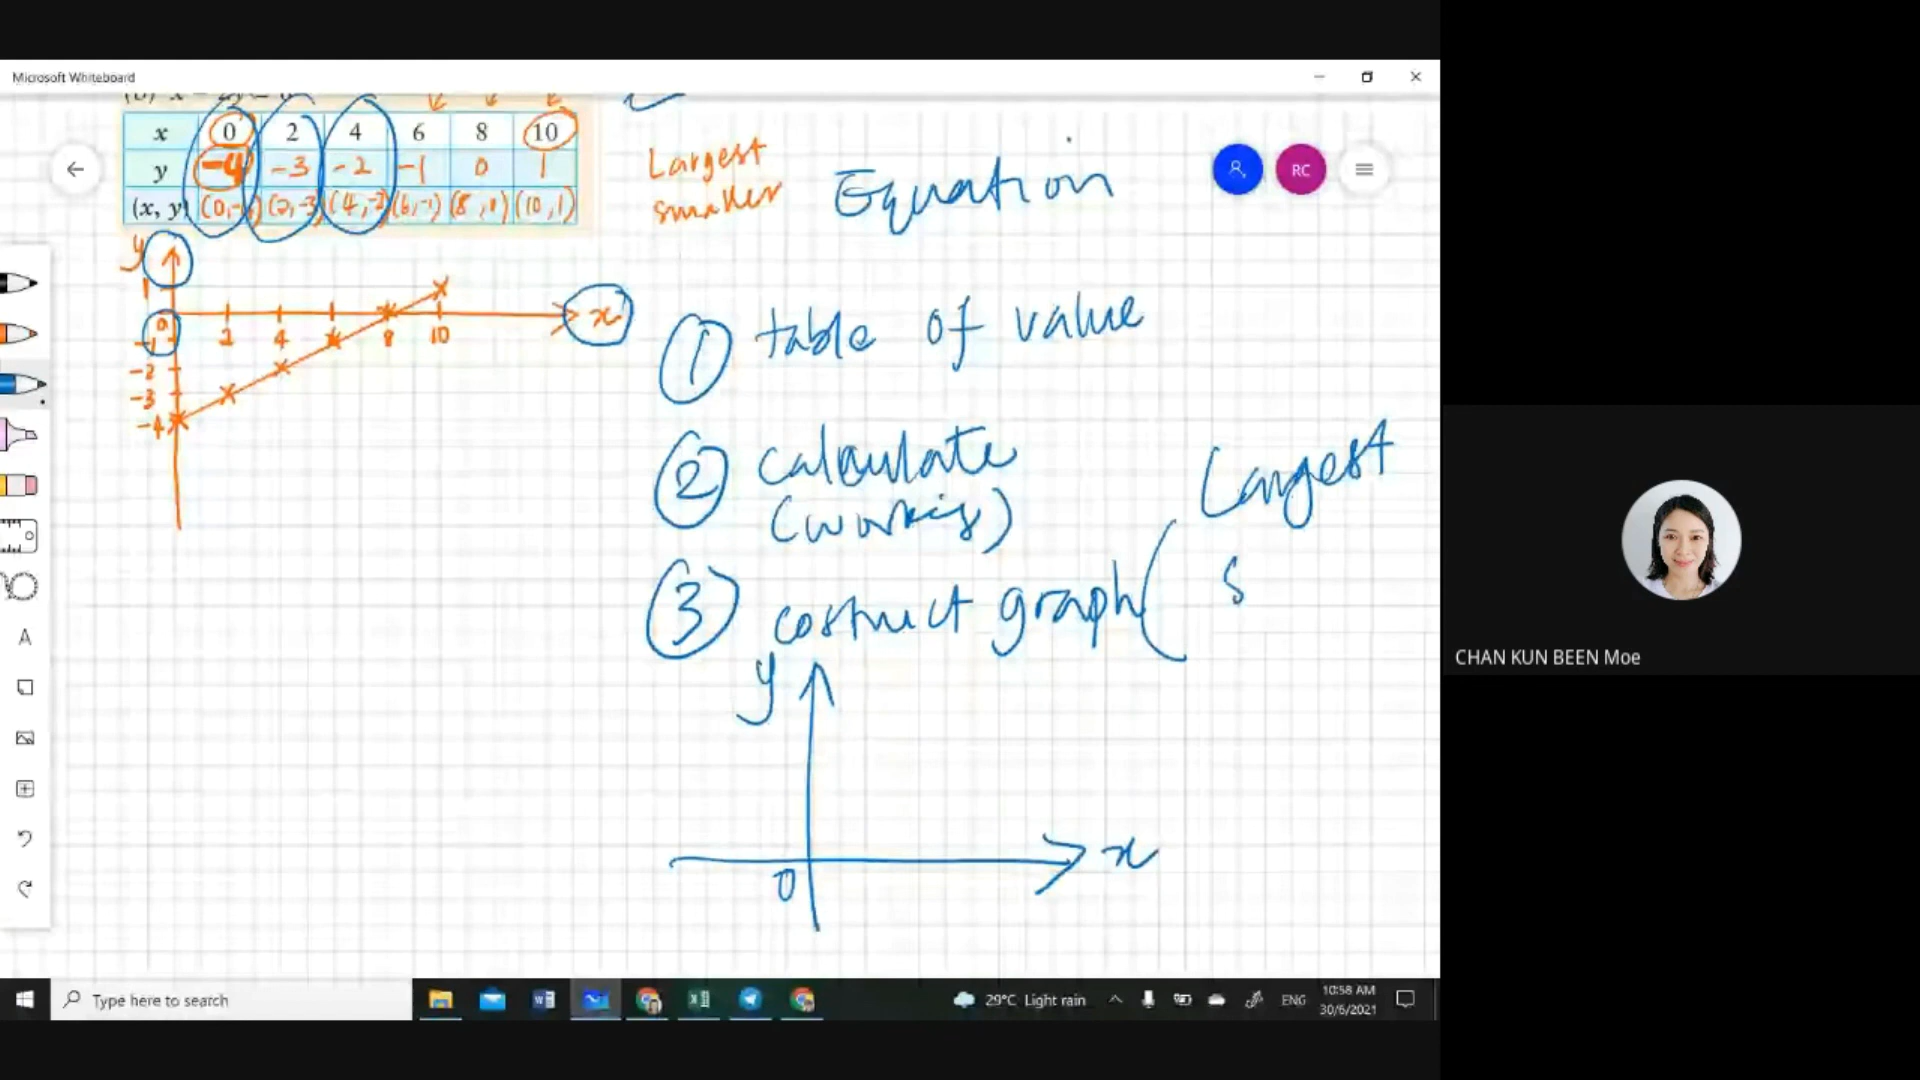 Microsoft Whiteboard
x 0 2 4 6 8 10
y -4 -3 -2 -1 0 1
(x, y) (2,-3) (4,-2) (6,-1) (8,0) (10,1)
Largest
smaller
Equation
RC
y
1
0
-1
-2
-3
-4
2 4 8 10
x
① table of value
② calculate
(workig)
③ costruct graph (
Largest
s
y
0
x
CHAN KUN BEEN Moe
A
Type here to search
29°C Light rain
ENG
10:58 AM
30/6/2021